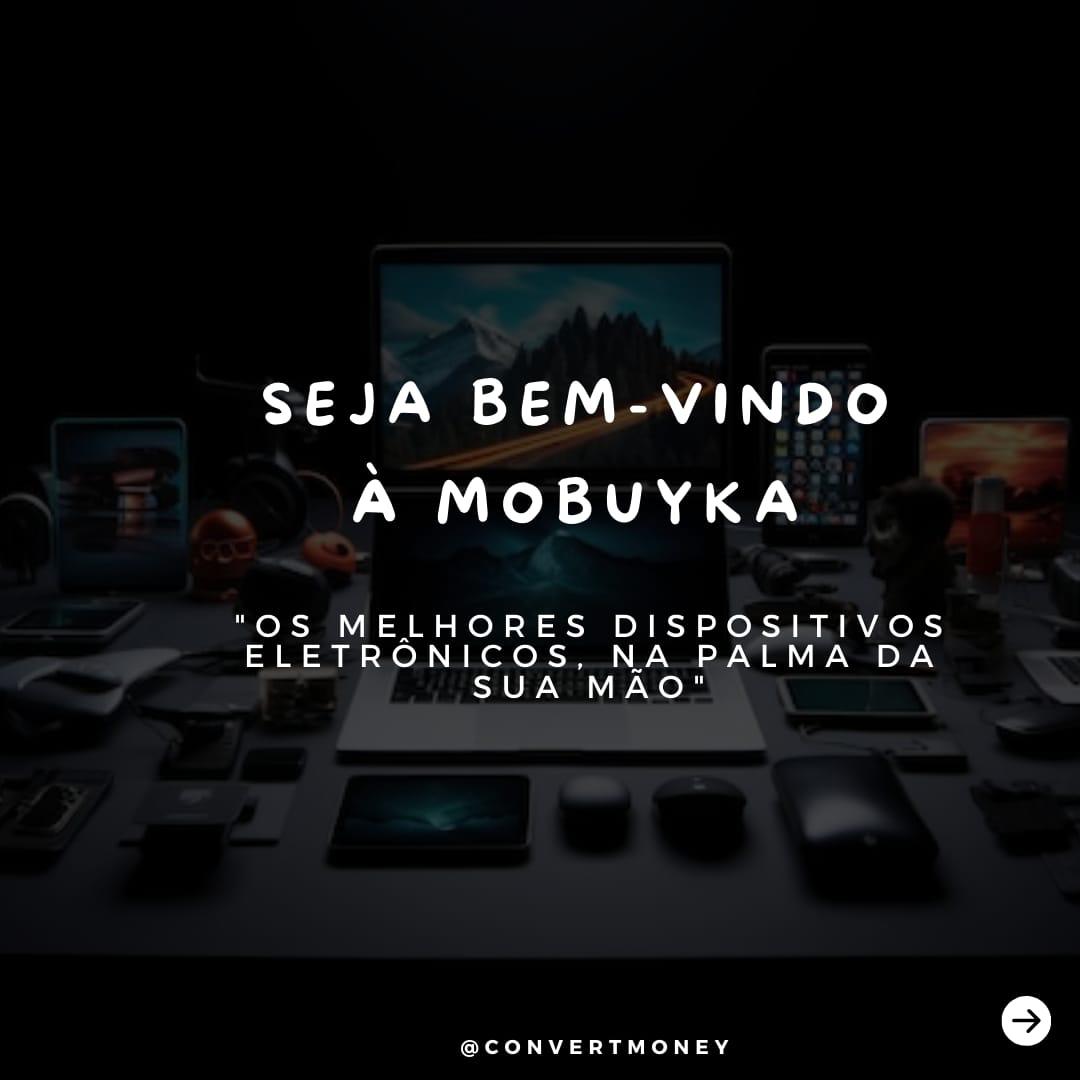 SEJA BEM-VINDO
À MOBUYKA
"OS MELHORES DISPOSITIVOS
ELETRÔNICOS, NA PALMA DA
SUA MÃO"
@CONVERTMONEY